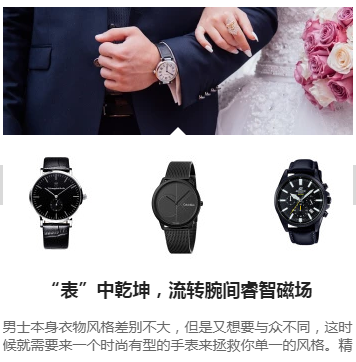 “表”中乾坤，流转腕间睿智磁场
男士本身衣物风格差别不大，但是又想要与众不同，这时
候就需要来一个时尚有型的手表来拯救你单一的风格。精